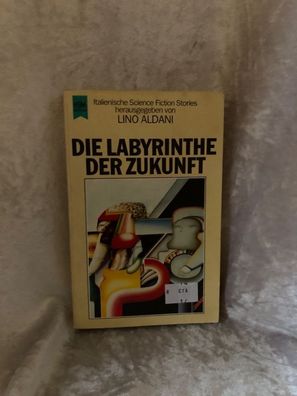 Italienische Science Fiction Stories
herausgegeben von
LINO ALDANI
DIE LABYRINTHE
DER ZUKUNFT